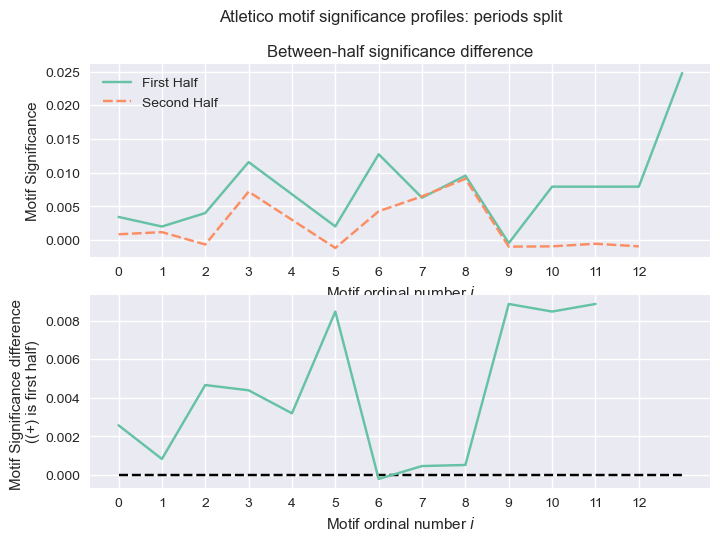 Atletico motif significance profiles: periods split
Between-half significance difference
Motif Significance
0.025
0.020
0.015
0.010
0.005
0.000
First Half
Second Half
0 1 2 3 4 5 6 7 8 9 10 11 12
Motif ordinal number i
Motif Significance difference
((+) is first half)
0.008
0.006
0.004
0.002
0.000
0 1 2 3 4 5 6 7 8 9 10 11 12
Motif ordinal number i